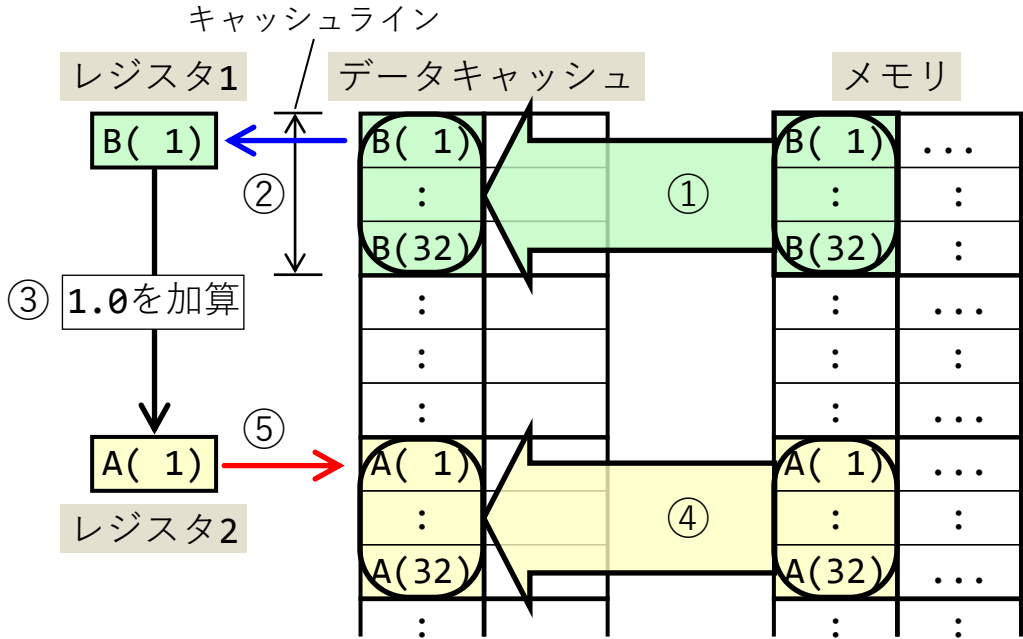 キャッシュライン
レジスタ1 データキャッシュ メモリ
B( 1) B( 1) B( 1) ...
② : ① : :
B(32) B(32) :
③ 1.0を加算 : : ...
: : :
: : ...
⑤
A( 1) A( 1) A( 1) ...
レジスタ2 : ④ : :
A(32) A(32) ...
: : :